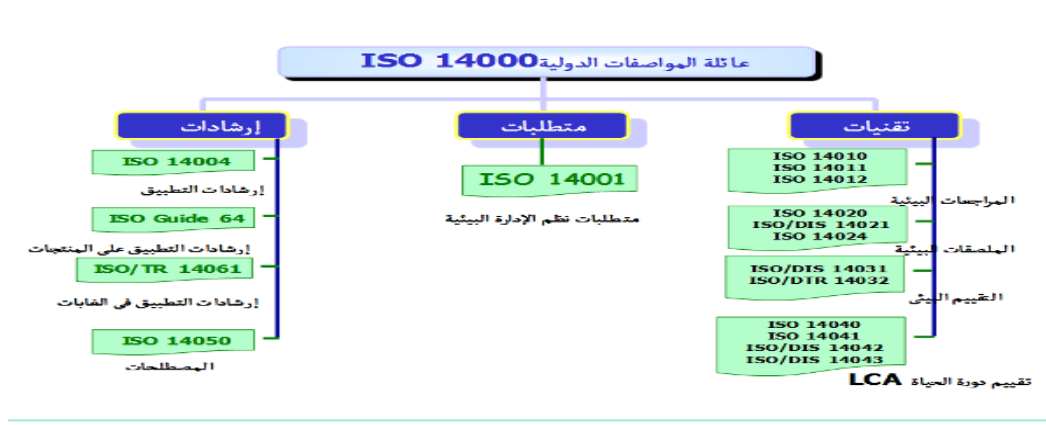 عائلة المواصفات الدولية ISO 14000
تقنيات
ISO 14010
ISO 14011
ISO 14012
المراجعات البيئية
ISO 14020
ISO/DIS 14021
ISO 14024
الملصقات البيئية
ISO/DIS 14031
ISO/DTR 14032
التقييم البيئى
ISO 14040
ISO 14041
ISO/DIS 14042
ISO/DIS 14043
تقييم دورة الحياة LCA
متطلبات
ISO 14001
متطلبات نظم الإدارة البيئية
إرشادات
ISO 14004
إرشادات التطبيق
ISO Guide 64
إرشادات التطبيق على المنتجات
ISO/TR 14061
إرشادات التطبيق فى الغابات
ISO 14050
المصطلحات